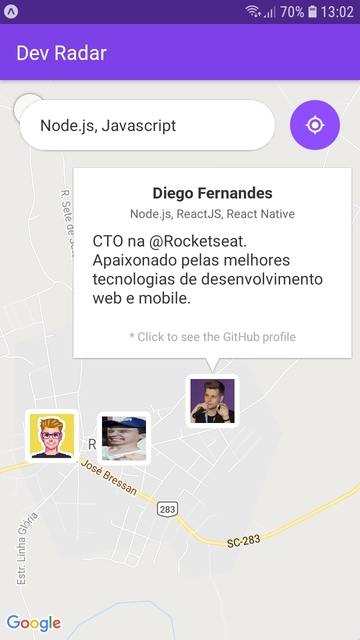 70% 13:02
Dev Radar
Node.js, Javascript
R. Sete de
Diego Fernandes
Node.js, ReactJS, React Native
CTO na @Rocketseat.
Apaixonado pelas melhores
tecnologias de desenvolvimento
web e mobile.
* Click to see the GitHub profile
R
José Bressan
283
SC-283
Estr. Linha Glória
Google